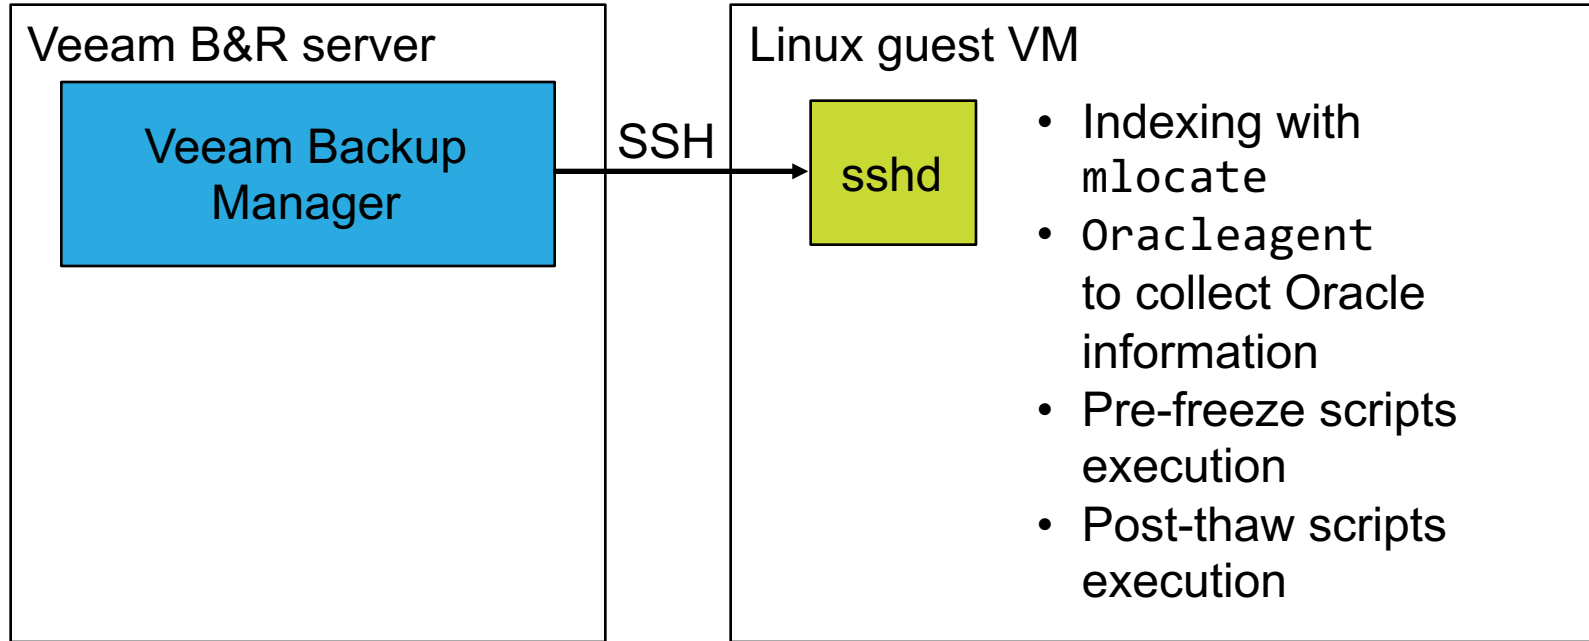 Veeam B&R server
Veeam Backup
Manager
SSH
Linux guest VM
sshd
• Indexing with
mlocate
• Oracleagent
to collect Oracle
information
• Pre-freeze scripts
execution
• Post-thaw scripts
execution